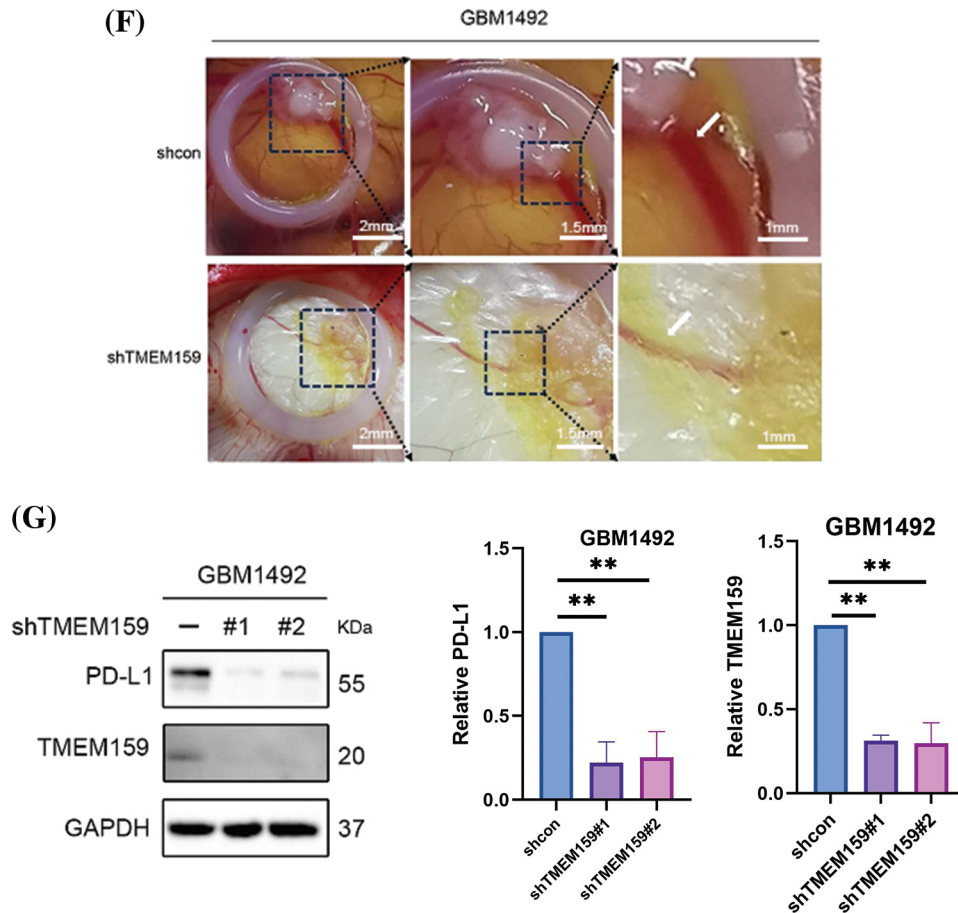 (F)
GBM1492
shcon
2mm
1.5mm
1mm
shTMEM159
2mm
1.5mm
1mm
(G)
GBM1492
shTMEM159 – #1 #2 KDa
PD-L1 55
TMEM159 20
GAPDH 37
GBM1492
Relative PD-L1
1.5
1.0
0.5
0.0
**
**
shcon
shTMEM159#1
shTMEM159#2
GBM1492
Relative TMEM159
1.5
1.0
0.5
0.0
**
**
shcon
shTMEM159#1
shTMEM159#2